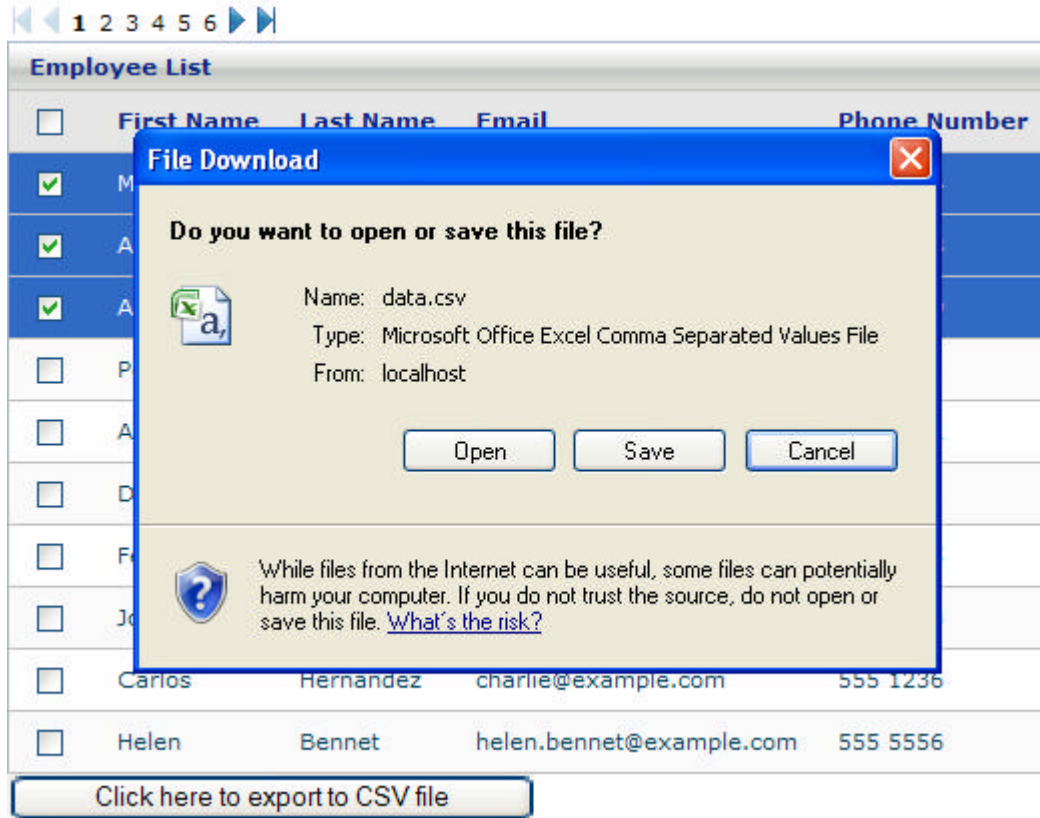 1 2 3 4 5 6
Employee List
First Name Last Name Email Phone Number
File Download
M
Do you want to open or save this file?
A
Name: data.csv
A
Type: Microsoft Office Excel Comma Separated Values File
From: localhost
P
A
Open Save Cancel
D
While files from the Internet can be useful, some files can potentially
harm your computer. If you do not trust the source, do not open or
save this file. What's the risk?
Carlos Hernandez charlie@example.com 555 1236
Helen Bennet helen.bennet@example.com 555 5556
Click here to export to CSV file